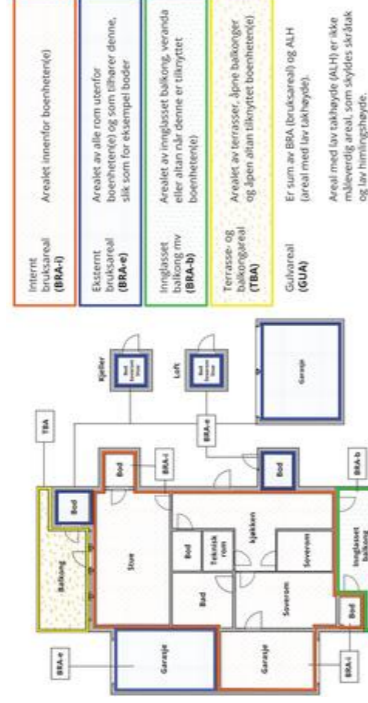 Internt
bruksareal
(BRA-i)
Arealet innenfor boenheten(e)
Eksternt
bruksareal
(BRA-e)
Arealet av alle rom utenfor
boenheten(e) og som tilhører denne,
slik som for eksempel boder
Innglasset
balkong mv
(BRA-b)
Arealet av innglasset balkong, veranda
eller altan når denne er tilknyttet
boenheten(e)
Terrasse- og
balkongareal
(TBA)
Arealet av terrasser, åpne balkonger
og åpen altan tilknyttet boenheten(e)
Gulvareal
(GUA)
Er sum av BRA (bruksareal) og ALH
(areal med lav takhøyde).
Areal med lav takhøyde (ALH) er ikke
måleverdig areal, som skyldes skråtak
og lav himlingshøyde.
TBA
Balkong
Bod
Kjeller
Bod
Loft
Bod
BRA-e
Garasje
Stue
Bod
BRA-i
BRA-e
Garasje
Bad
Bod
Teknisk
rom
kjøkken
Bod
Garasje
Soverom
Soverom
BRA-i
Bod
Innglasset
balkong
BRA-b